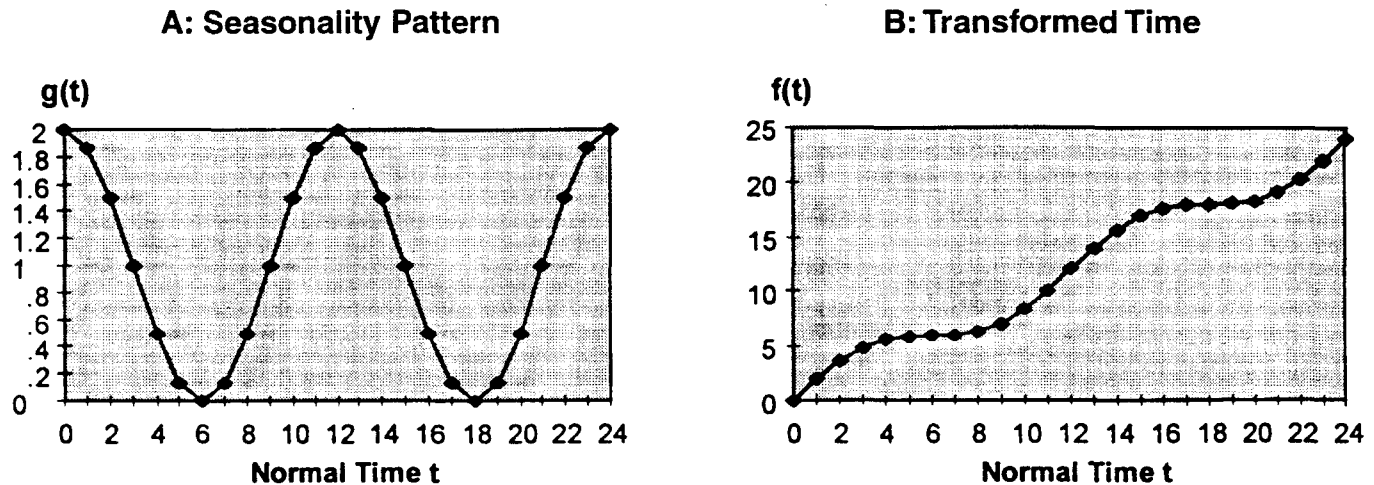 A: Seasonality Pattern
g(t)
2
1.8
1.6
1.4
1.2
1
.8
.6
.4
.2
0
0 2 4 6 8 10 12 14 16 18 20 22 24
Normal Time t
B: Transformed Time
f(t)
25
20
15
10
5
0
0 2 4 6 8 10 12 14 16 18 20 22 24
Normal Time t